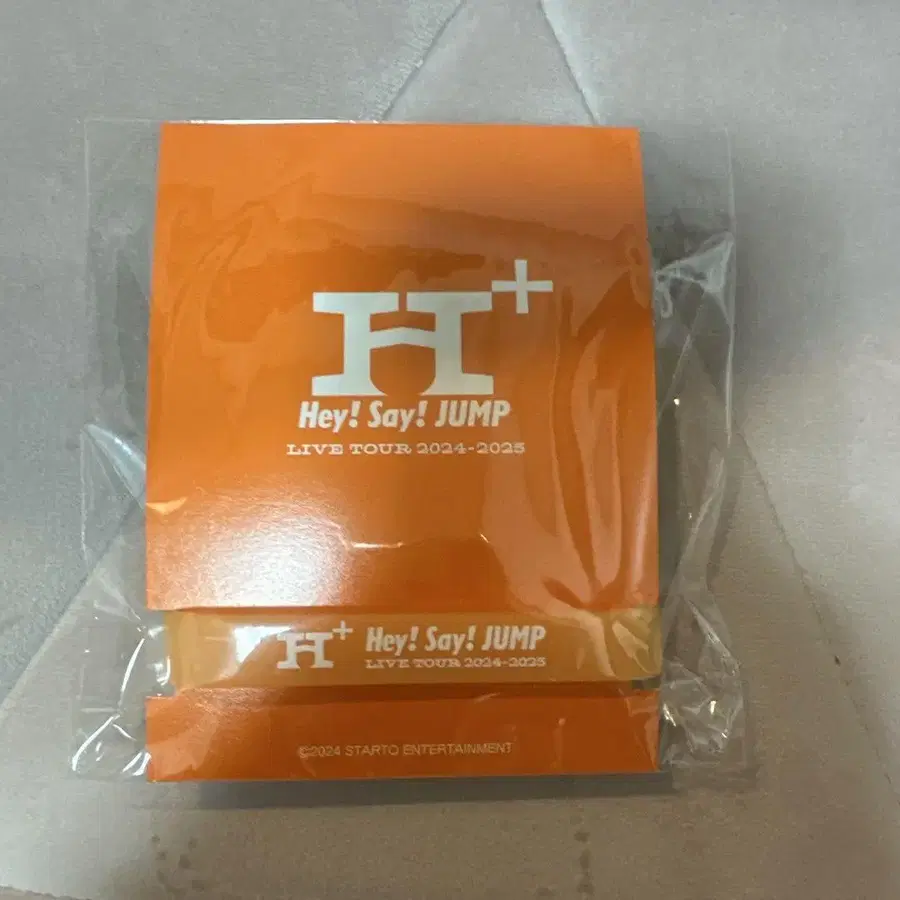 H+
Hey! Say! JUMP
LIVE TOUR 2024-2025
H+ Hey! Say! JUMP
LIVE TOUR 2024-2025
©2024 STARTO ENTERTAINMENT